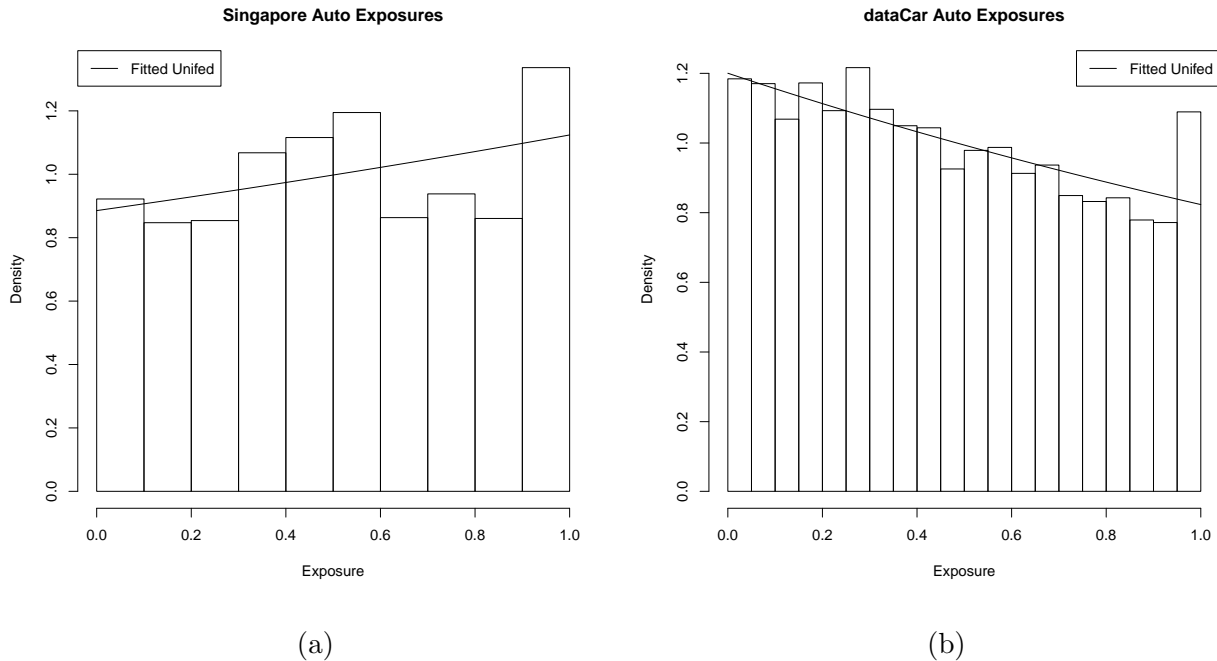 Singapore Auto Exposures
Fitted Unifed
Density
0.0 0.2 0.4 0.6 0.8 1.0 1.2
0.0 0.2 0.4 0.6 0.8 1.0
Exposure
(a)
dataCar Auto Exposures
Fitted Unifed
Density
0.0 0.2 0.4 0.6 0.8 1.0 1.2
0.0 0.2 0.4 0.6 0.8 1.0
Exposure
(b)